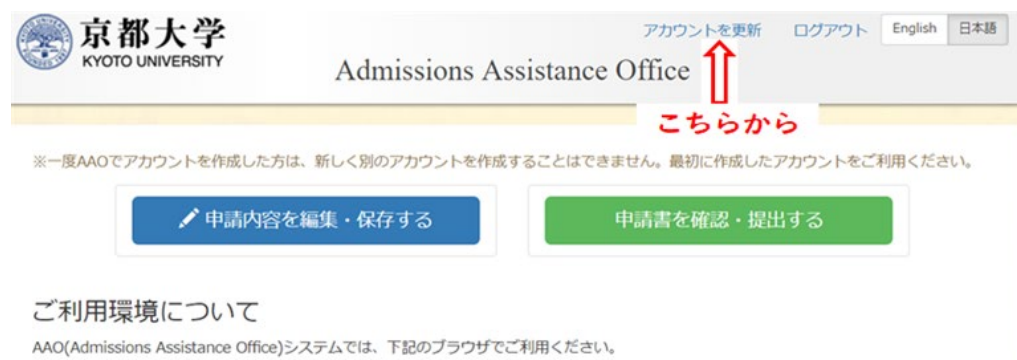 京都大学
KYOTO UNIVERSITY
Admissions Assistance Office
アカウントを更新 ログアウト English 日本語
こちらから
※一度AAOでアカウントを作成した方は、新しく別のアカウントを作成することはできません。最初に作成したアカウントをご利用ください。
申請内容を編集・保存する 申請書を確認・提出する
ご利用環境について
AAO(Admissions Assistance Office)システムでは、下記のブラウザでご利用ください。